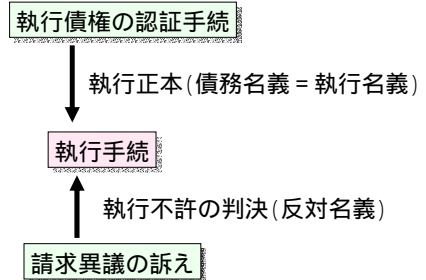 執行債権の認証手続
執行正本(債務名義=執行名義)
執行手続
執行不許の判決(反対名義)
請求異議の訴え